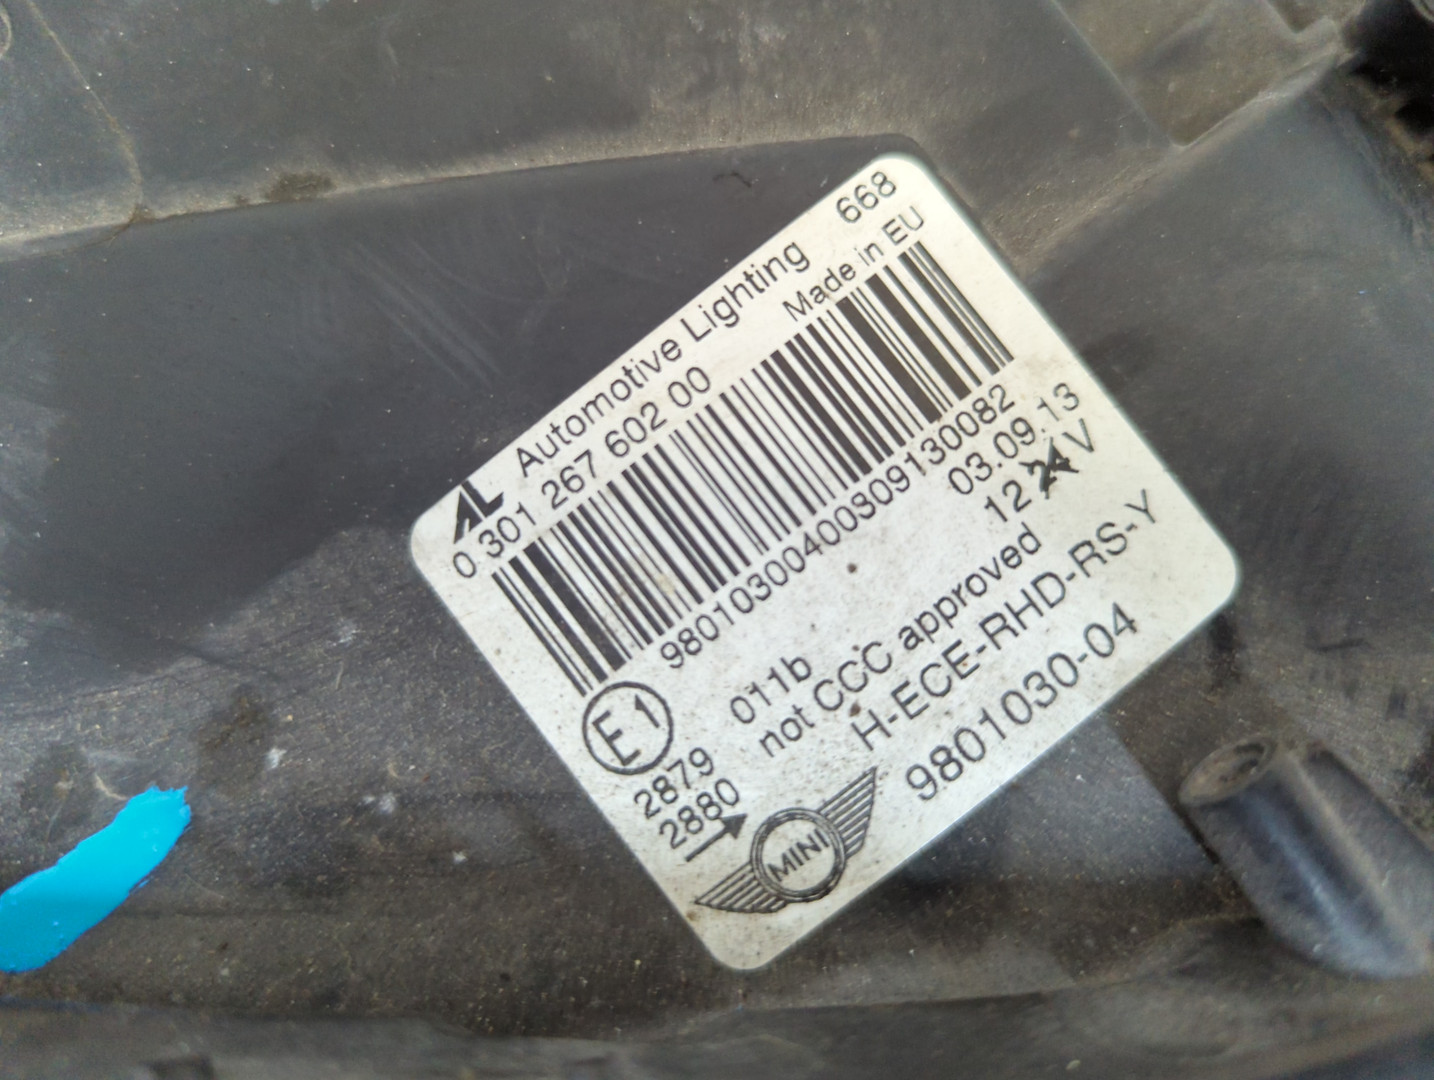 AL Automotive Lighting 668
0 301 267 602 00 Made in EU
98010300400S09130082
03.09.13
12 24 V
E1
011b
not CCC approved
2879
2880
H-ECE-RHD-RS-Y
MINI
9801030-04